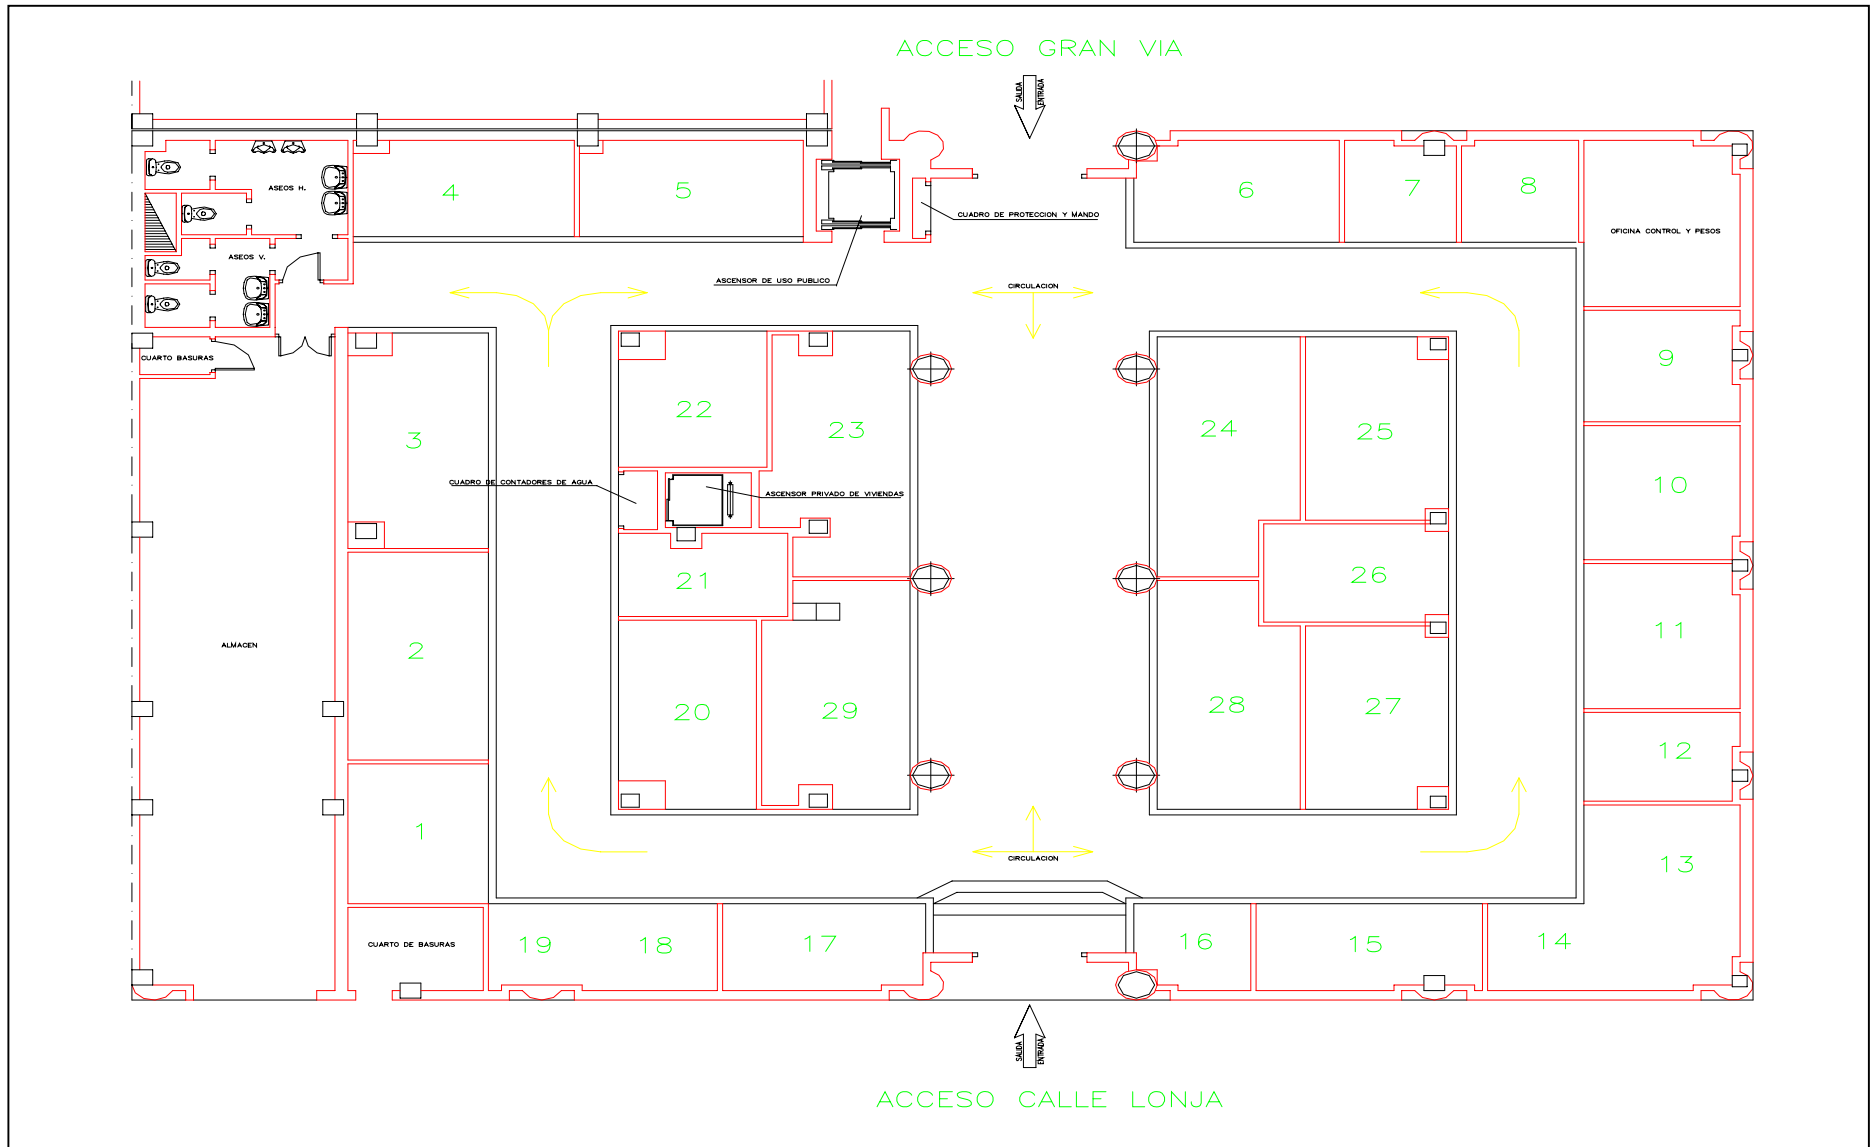 ACCESO GRAN VIA
SALIDA
ENTRADA
ASEOS H.
4
5
6
7
8
CUADRO DE PROTECCION Y MANDO
OFICINA CONTROL Y PESOS
ASEOS V.
ASCENSOR DE USO PUBLICO
CIRCULACION
CUARTO BASURAS
9
22
23
24
25
3
CUADRO DE CONTADORES DE AGUA
ASCENSOR PRIVADO DE VIVIENDAS
10
21
26
ALMACEN
2
11
20
29
28
27
12
1
CIRCULACION
13
CUARTO DE BASURAS
19
18
17
16
15
14
SALIDA
ENTRADA
ACCESO CALLE LONJA